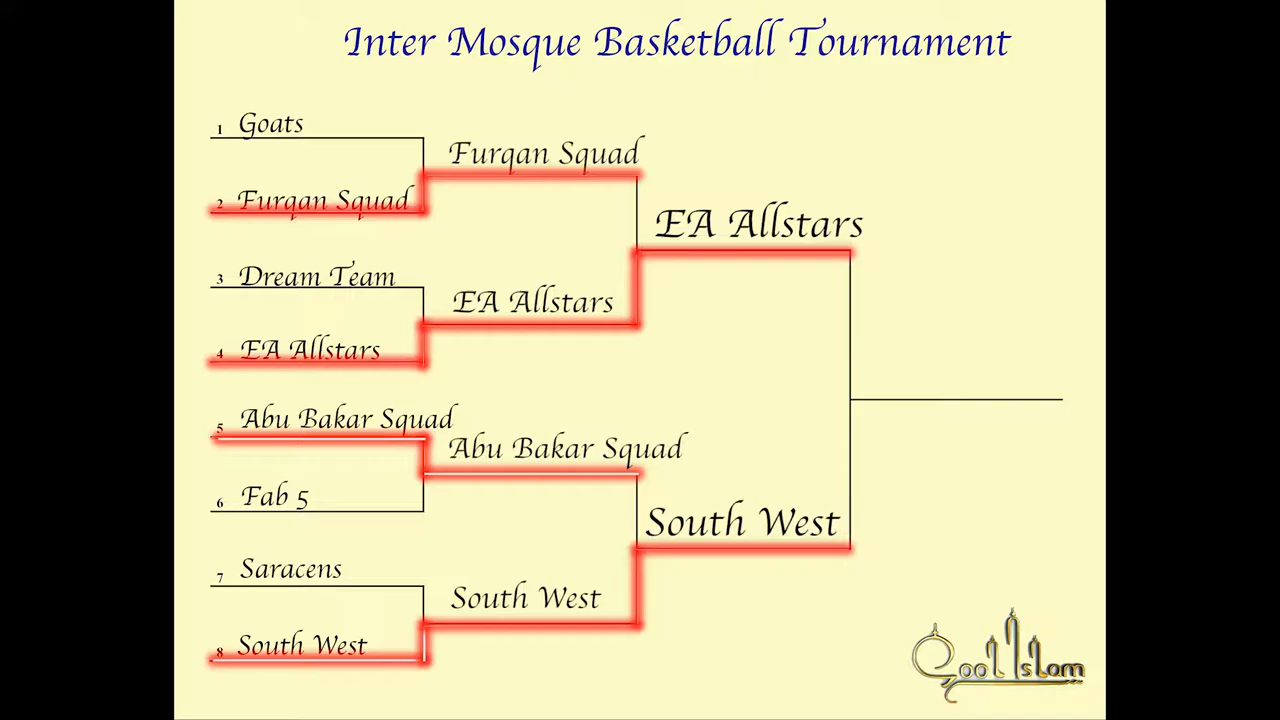 Inter Mosque Basketball Tournament
1 Goats
Furqan Squad
2 Furqan Squad
EA Allstars
3 Dream Team
EA Allstars
4 EA Allstars
5 Abu Bakar Squad
Abu Bakar Squad
6 Fab 5
South West
7 Saracens
South West
8 South West
Qool Islam